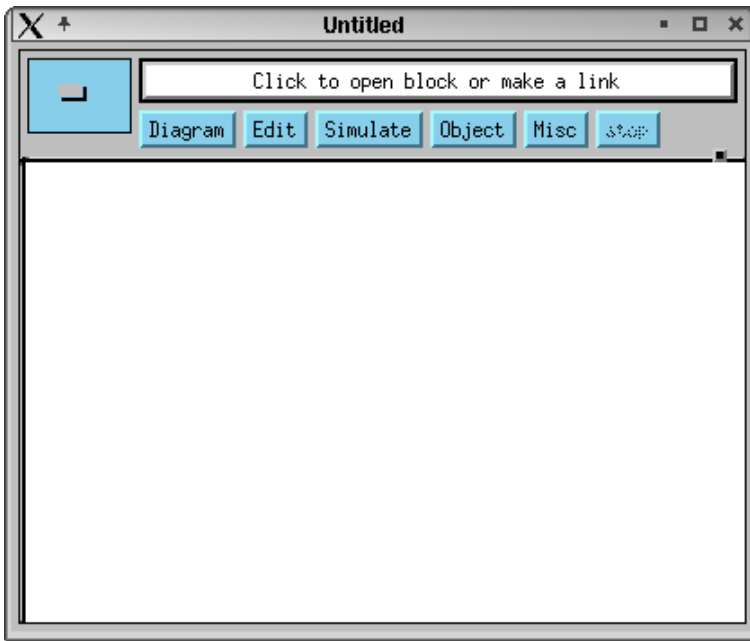 Untitled
Click to open block or make a link
Diagram Edit Simulate Object Misc stop